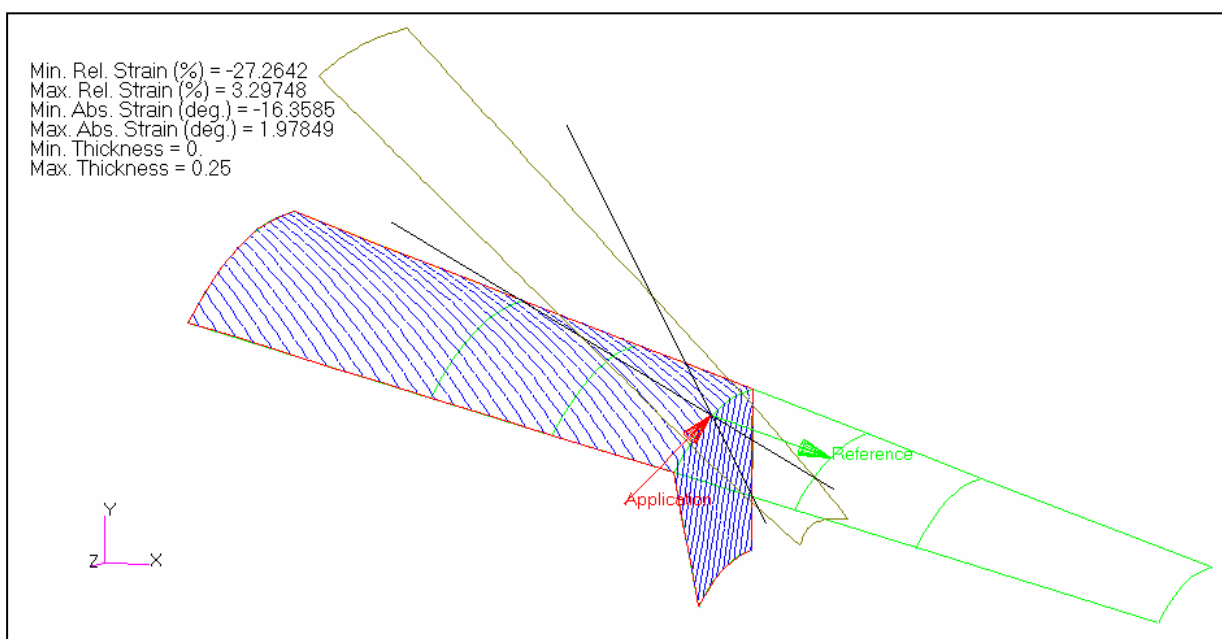 Min. Rel. Strain (%) = -27.2642
Max. Rel. Strain (%) = 3.29748
Min. Abs. Strain (deg.) = -16.3585
Max. Abs. Strain (deg.) = 1.97849
Min. Thickness = 0.
Max. Thickness = 0.25
Reference
Application
Y
Z X